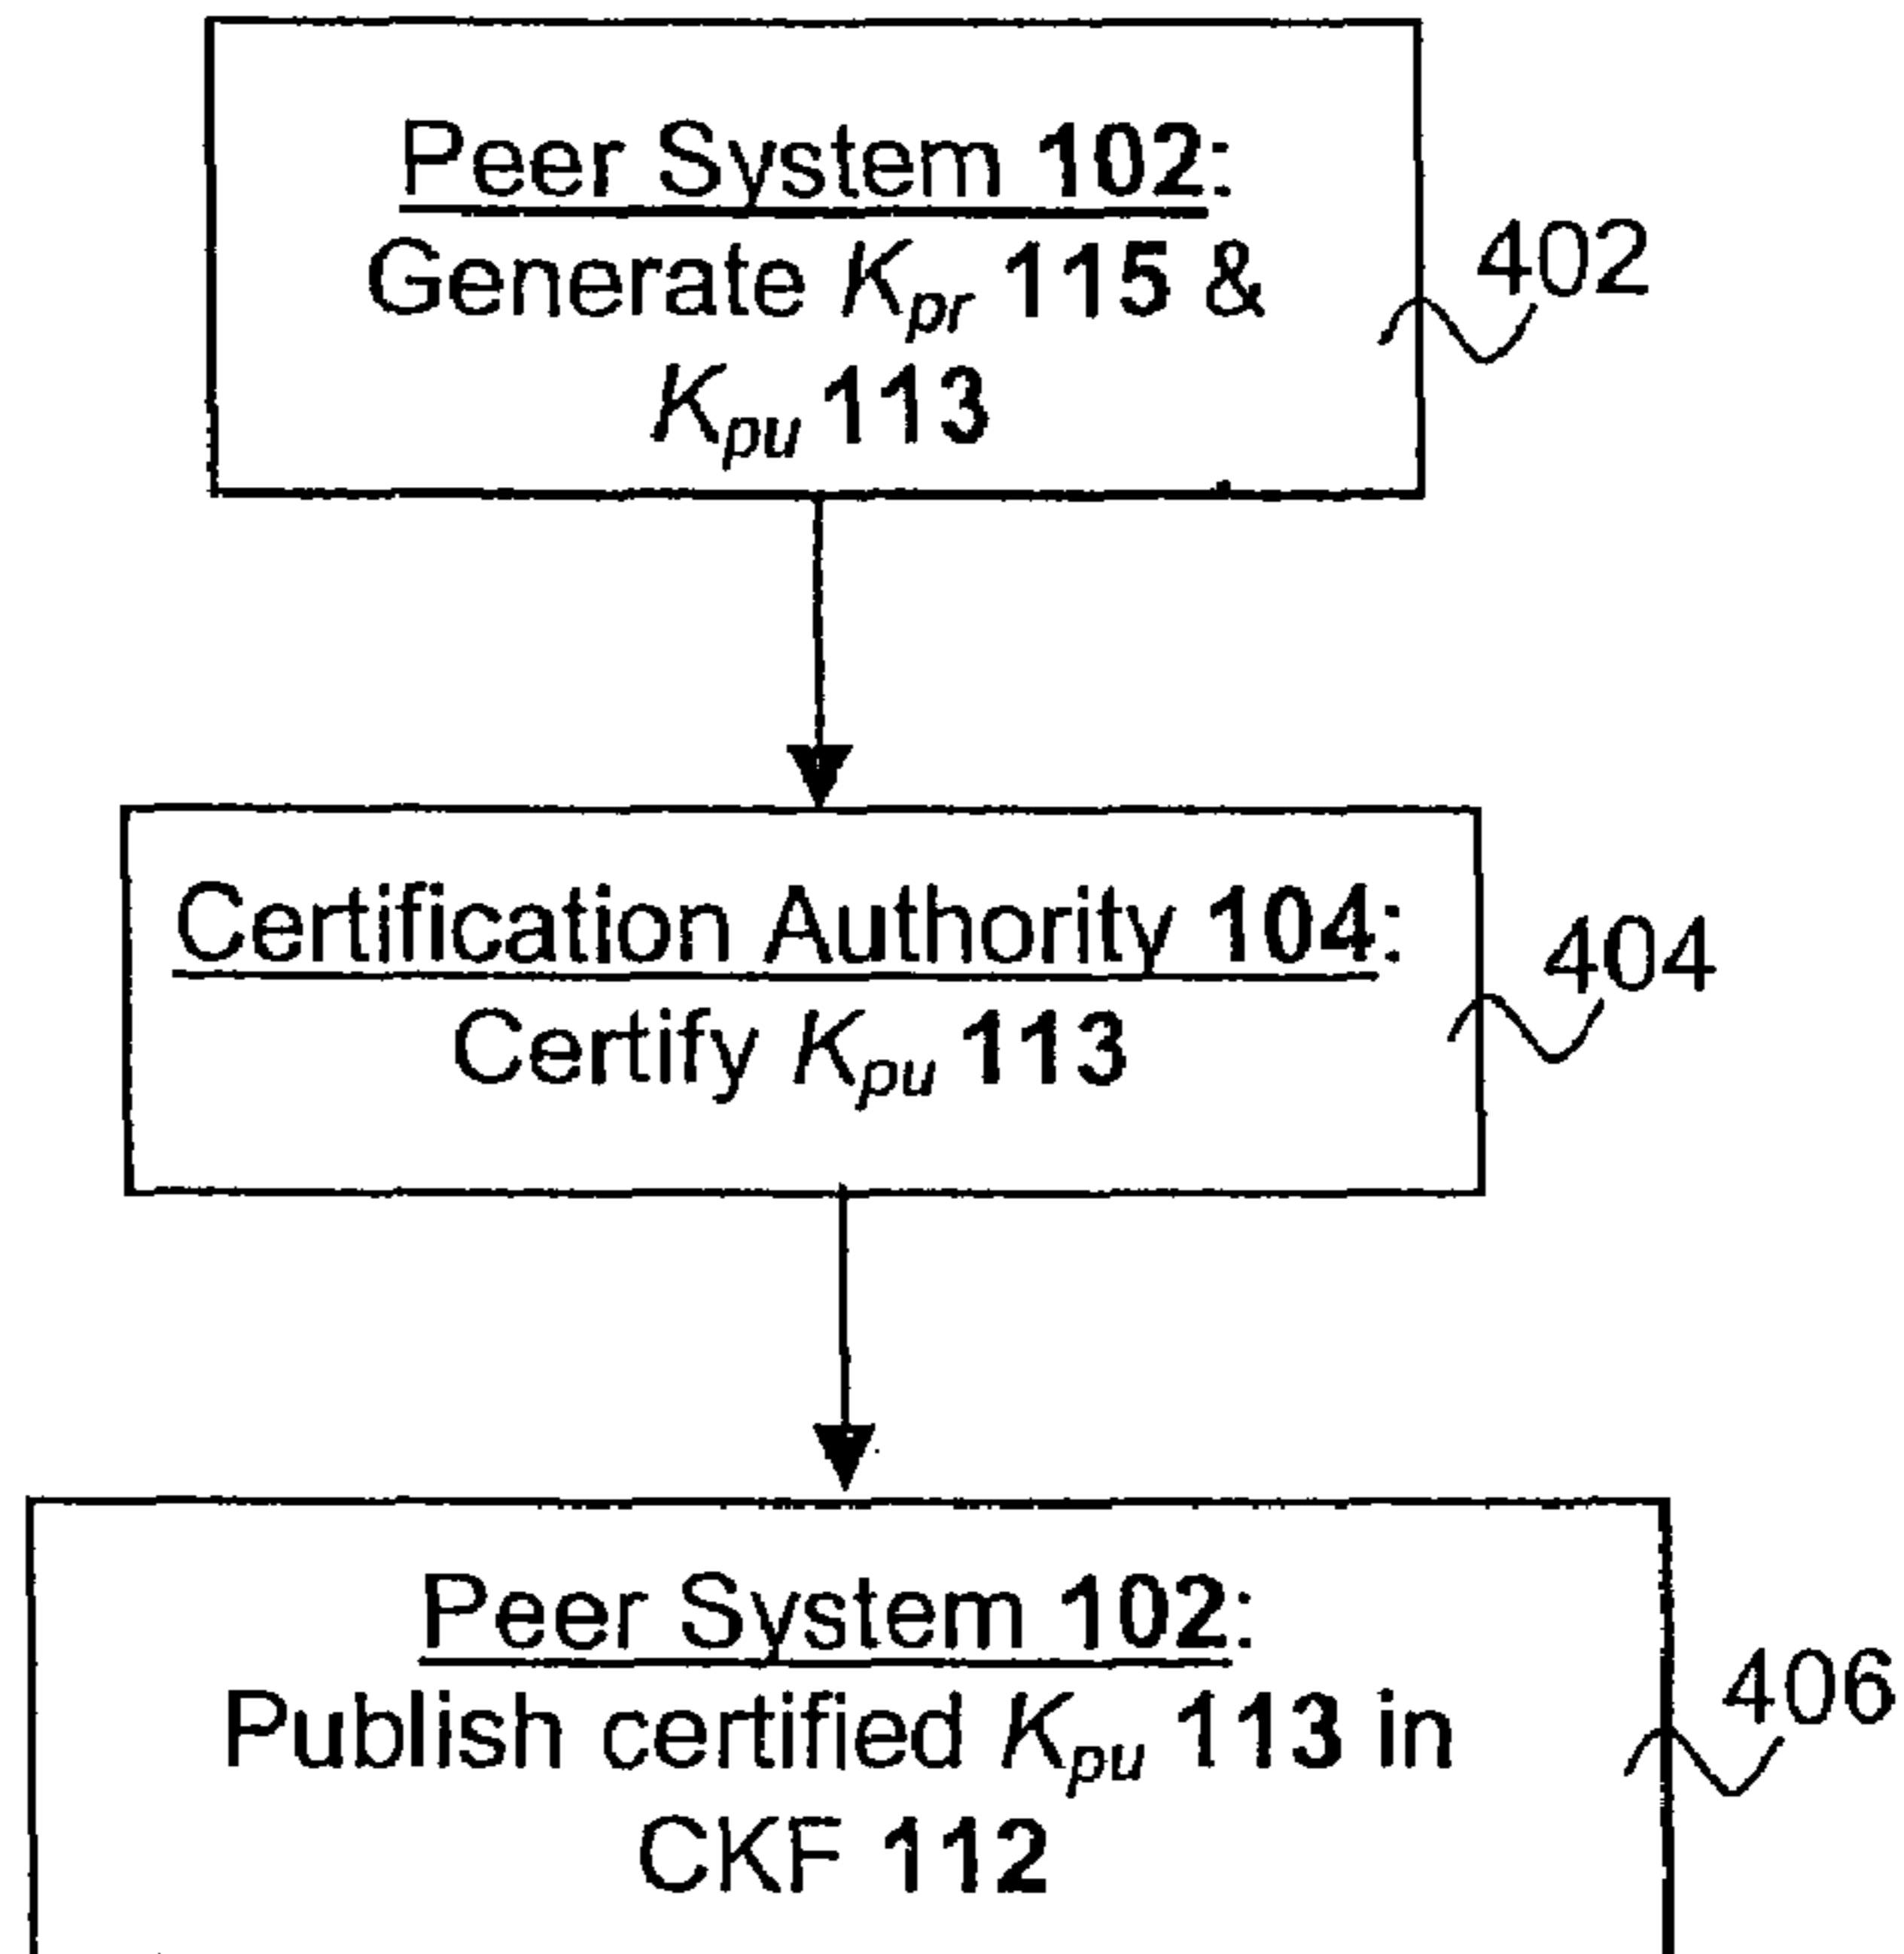 Peer System 102:
Generate Kpr 115 &
Kpu 113
402
Certification Authority 104:
Certify Kpu 113
404
Peer System 102:
Publish certified Kpu 113 in
CKF 112
406